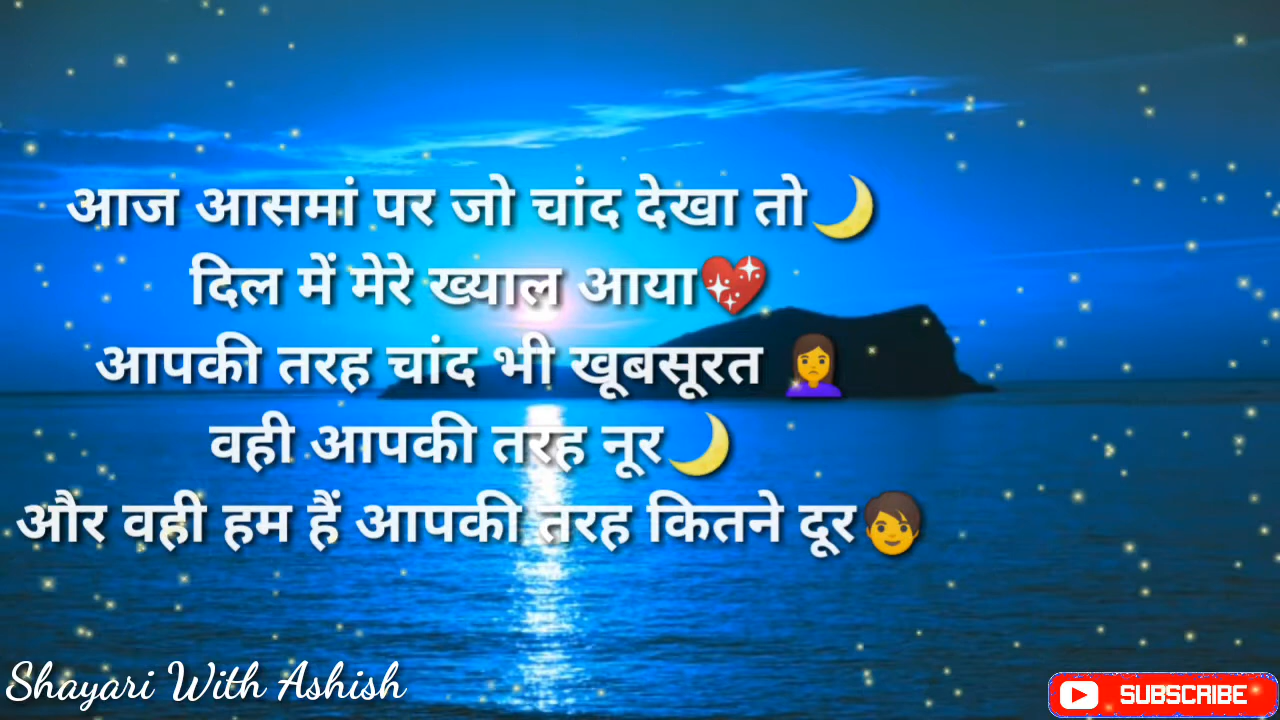 आज आसमां पर जो चांद देखा तो🌙
दिल में मेरे ख्याल आया💖
आपकी तरह चांद भी खूबसूरत 🙍‍♀️
वही आपकी तरह नूर🌙
और वही हम हैं आपकी तरह कितने दूर🧑
Shayari With Ashish
SUBSCRIBE